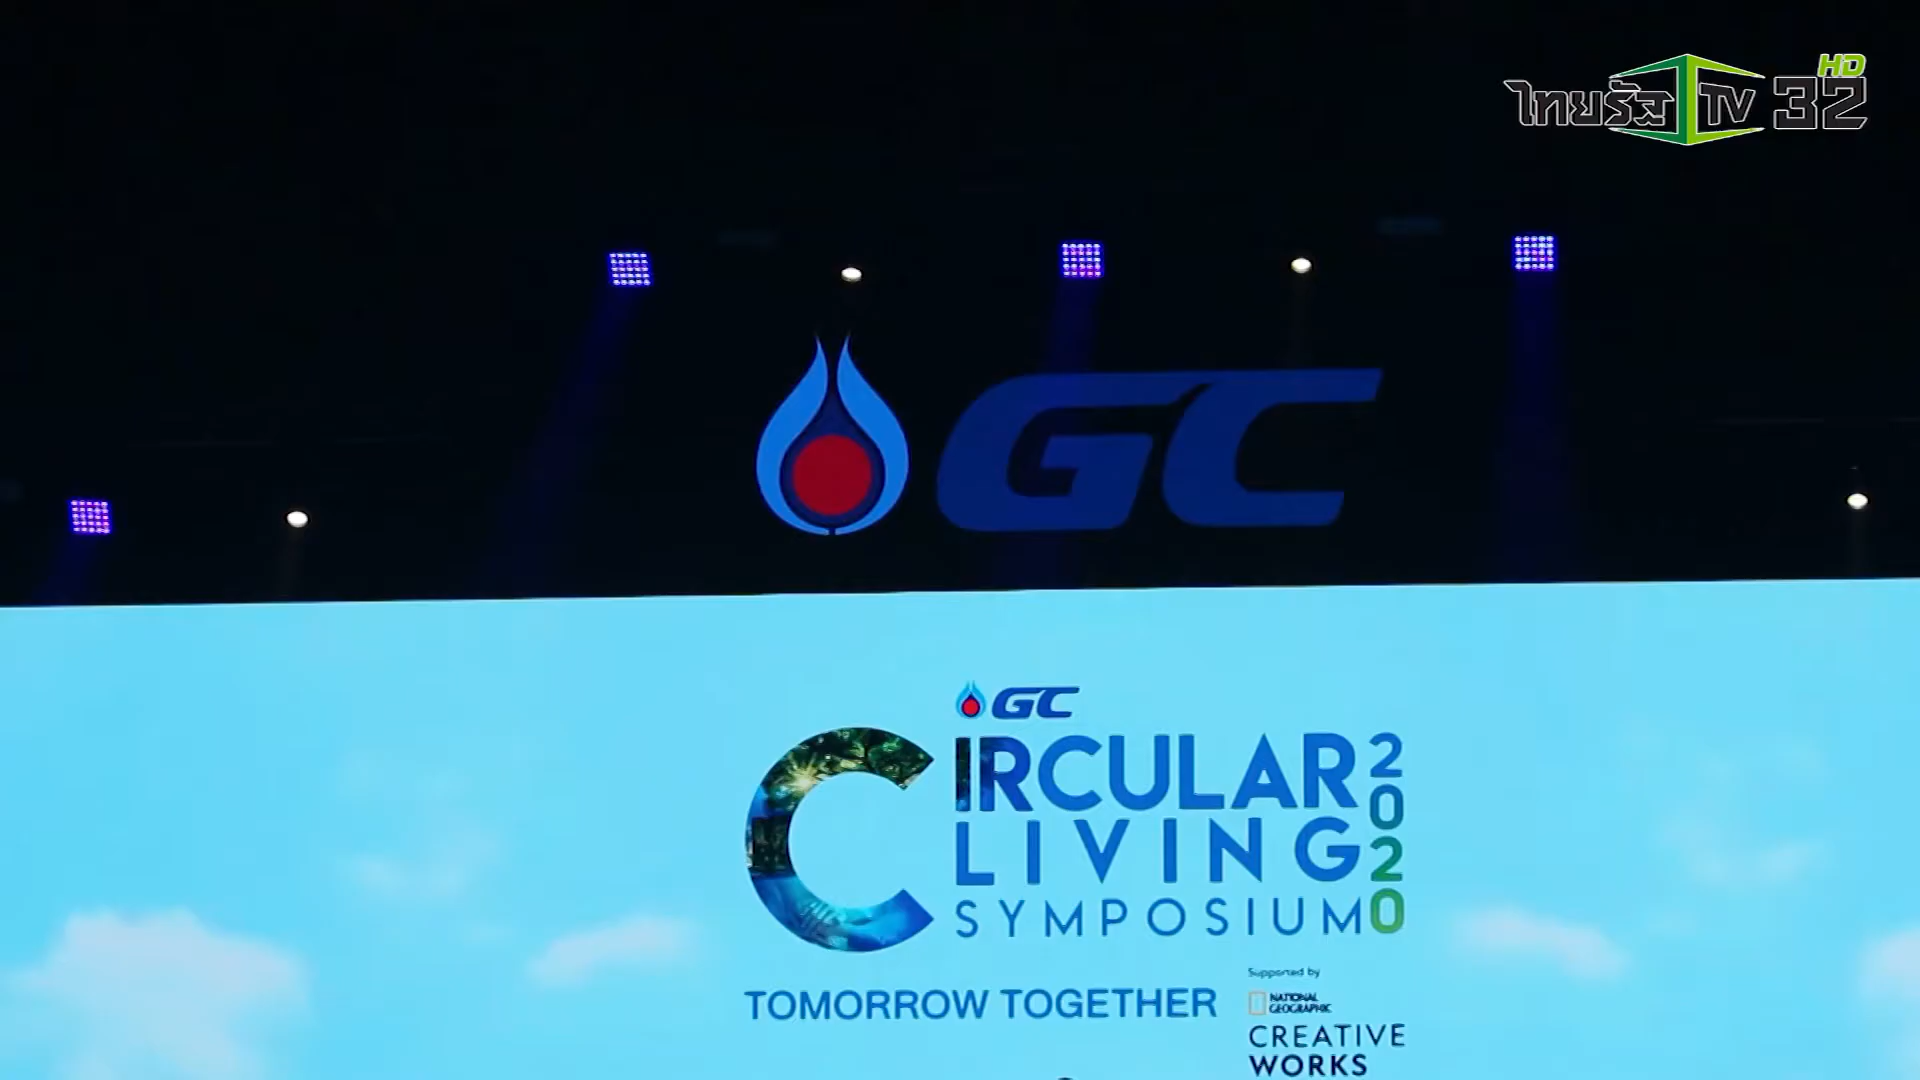 ไทยรัฐ TV 32 HD
GC
GC
CIRCULAR 2020
LIVING
SYMPOSIUM
TOMORROW TOGETHER
Supported by
NATIONAL
GEOGRAPHIC
CREATIVE
WORKS